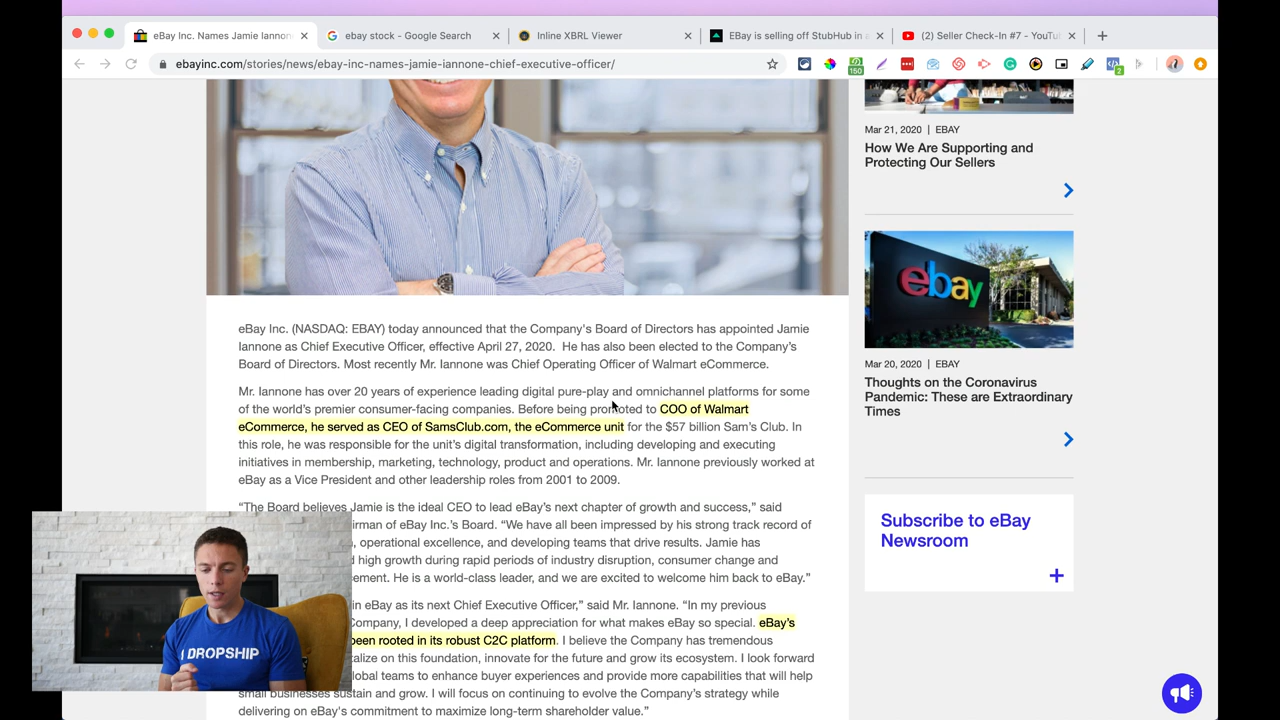 eBay Inc. Names Jamie Iannon
ebay stock - Google Search
Inline XBRL Viewer
EBay is selling off StubHub in a
(2) Seller Check-In #7 - YouTu
ebayinc.com/stories/news/ebay-inc-names-jamie-iannone-chief-executive-officer/
150
2
Mar 21, 2020 | EBAY
How We Are Supporting and
Protecting Our Sellers
ebay
Mar 20, 2020 | EBAY
Thoughts on the Coronavirus
Pandemic: These are Extraordinary
Times
Subscribe to eBay
Newsroom
+
eBay Inc. (NASDAQ: EBAY) today announced that the Company's Board of Directors has appointed Jamie
Iannone as Chief Executive Officer, effective April 27, 2020. He has also been elected to the Company's
Board of Directors. Most recently Mr. Iannone was Chief Operating Officer of Walmart eCommerce.
Mr. Iannone has over 20 years of experience leading digital pure-play and omnichannel platforms for some
of the world's premier consumer-facing companies. Before being promoted to COO of Walmart
eCommerce, he served as CEO of SamsClub.com, the eCommerce unit for the $57 billion Sam's Club. In
this role, he was responsible for the unit's digital transformation, including developing and executing
initiatives in membership, marketing, technology, product and operations. Mr. Iannone previously worked at
eBay as a Vice President and other leadership roles from 2001 to 2009.
“The Board believes Jamie is the ideal CEO to lead eBay's next chapter of growth and success,” said
irman of eBay Inc.'s Board. “We have all been impressed by his strong track record of
, operational excellence, and developing teams that drive results. Jamie has
high growth during rapid periods of industry disruption, consumer change and
ement. He is a world-class leader, and we are excited to welcome him back to eBay.”
in eBay as its next Chief Executive Officer,” said Mr. Iannone. “In my previous
Company, I developed a deep appreciation for what makes eBay so special. eBay's
been rooted in its robust C2C platform. I believe the Company has tremendous
talize on this foundation, innovate for the future and grow its ecosystem. I look forward
lobal teams to enhance buyer experiences and provide more capabilities that will help
small businesses sustain and grow. I will focus on continuing to evolve the Company's strategy while
delivering on eBay's commitment to maximize long-term shareholder value.”
I DROPSHIP